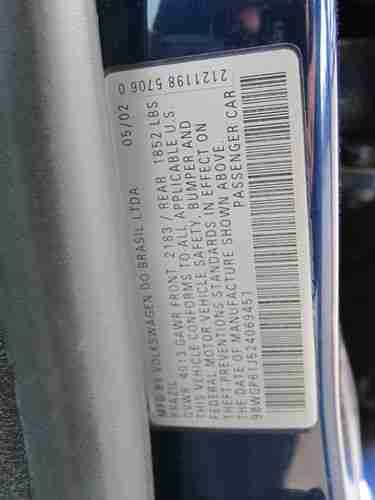 MFD BY VOLKSWAGEN DO BRASIL LTDA 05/02
BRAZIL
GVWR 4013 GAWR FRONT 2183 / REAR 1852 LBS
THIS VEHICLE CONFORMS TO ALL APPLICABLE U.S.
FEDERAL MOTOR VEHICLE SAFETY, BUMPER AND
THEFT PREVENTIONS STANDARDS IN EFFECT ON
THE DATE OF MANUFACTURE SHOWN ABOVE.
9BWGP61J524069451 PASSENGER CAR
2121198 5706 0